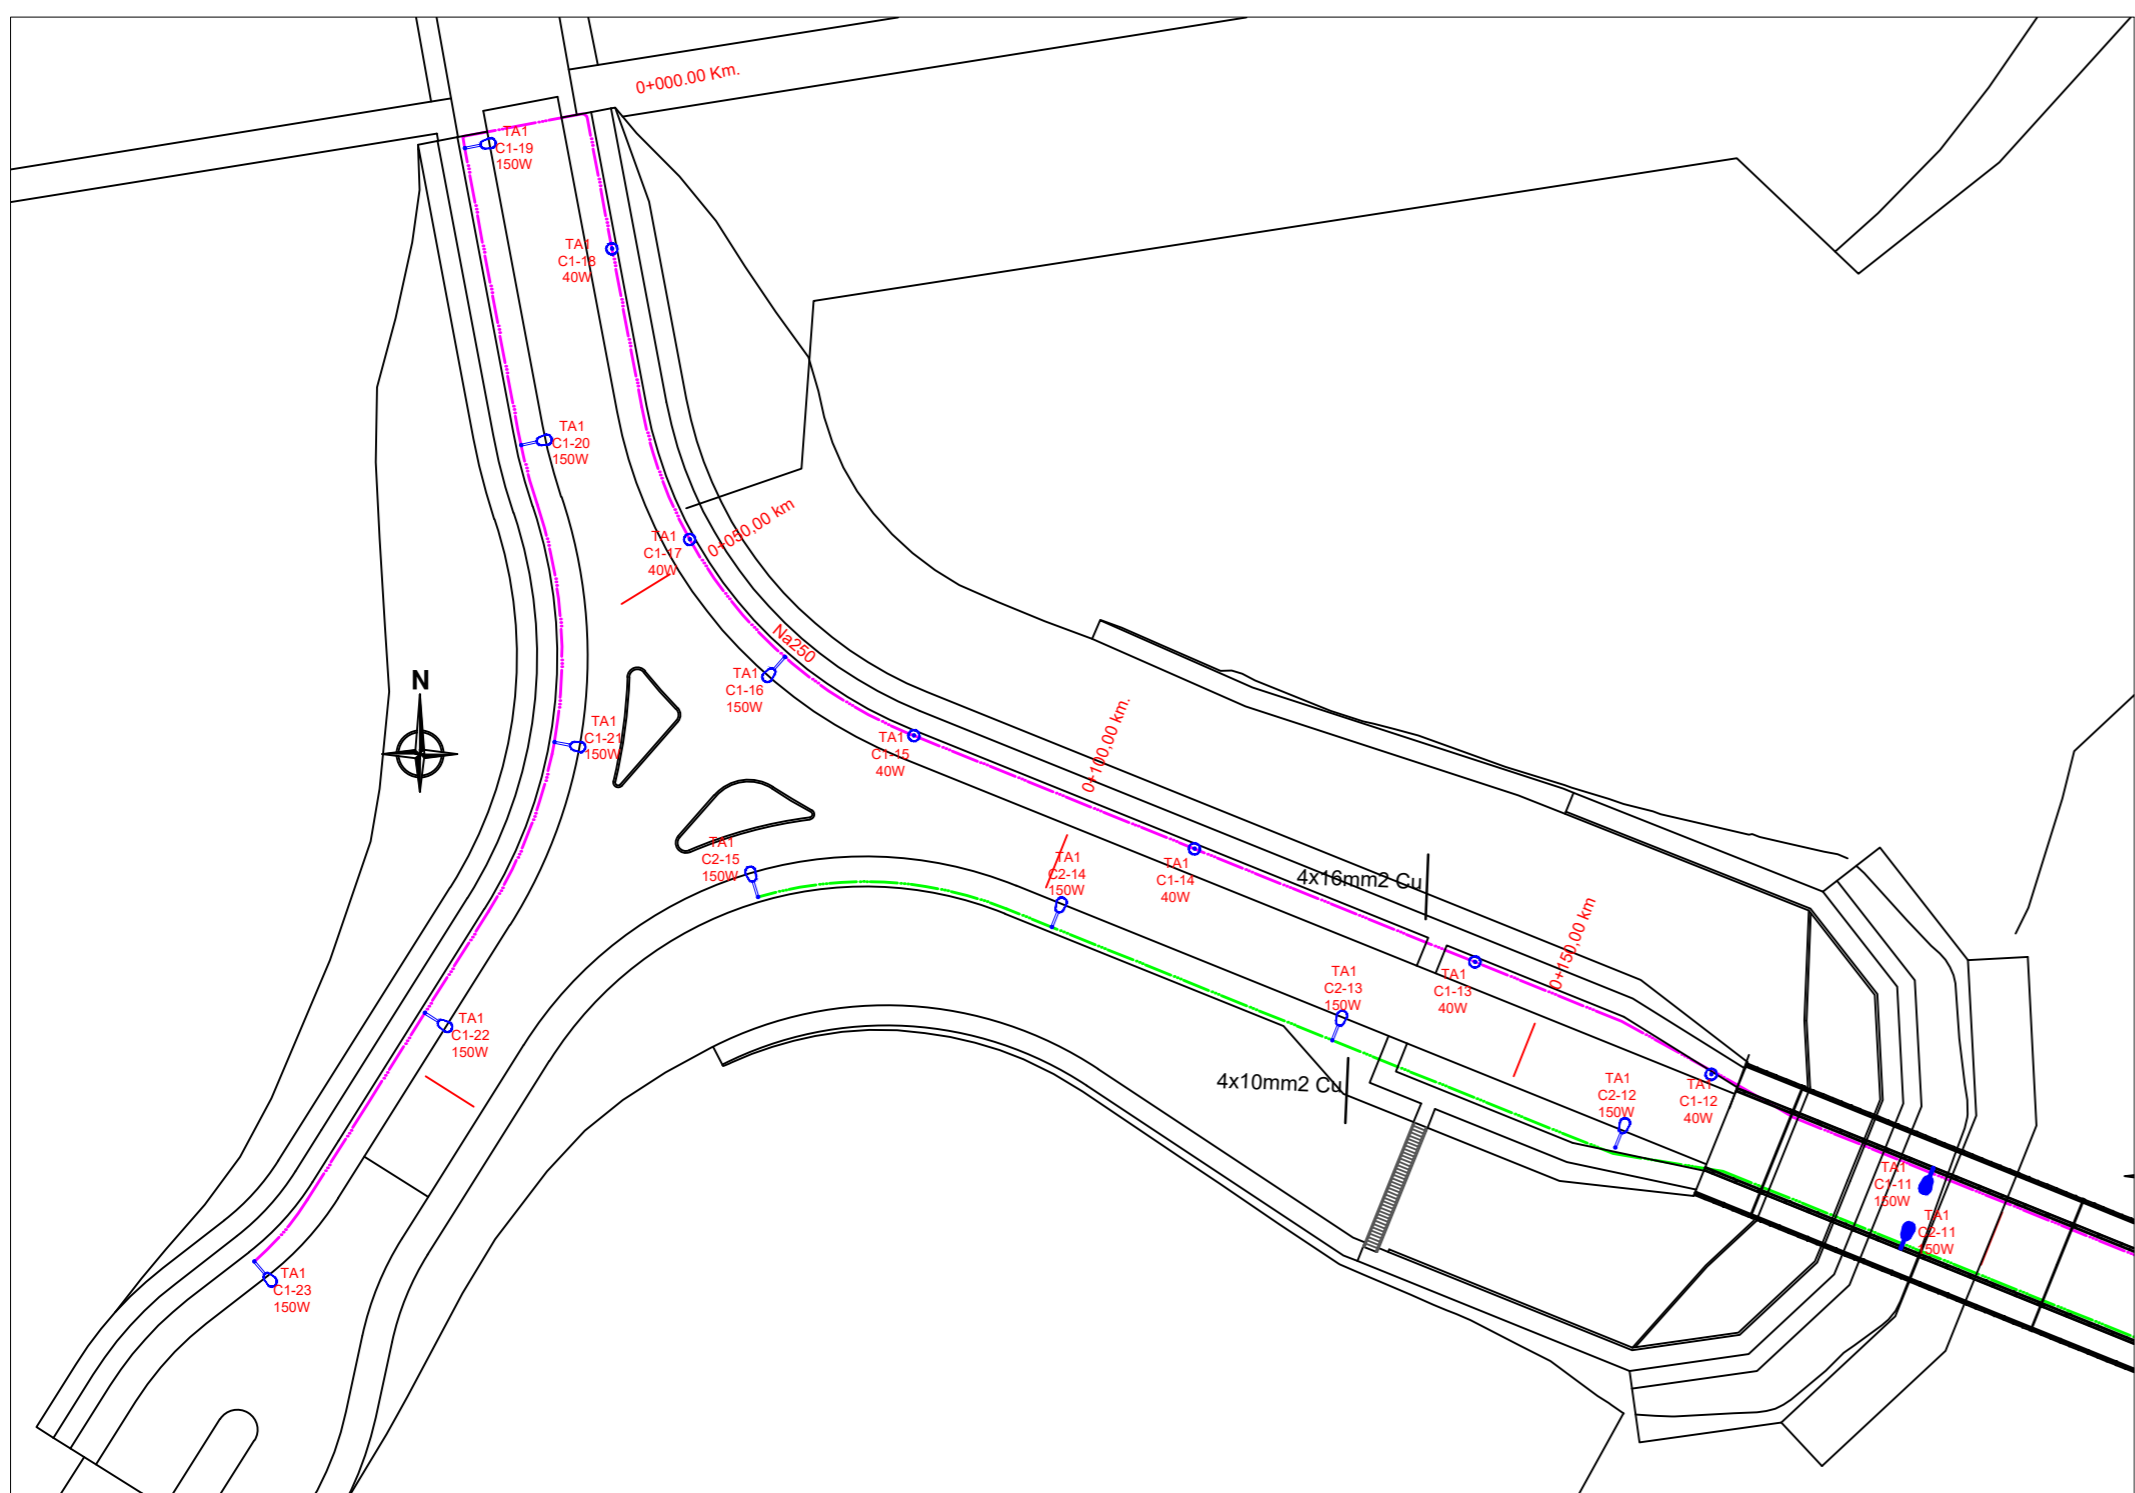 0+000.00 Km.
TA1
C1-19
150W
TA1
C1-18
40W
TA1
C1-20
150W
0+050,00 km
TA1
C1-17
40W
Na250
N
TA1
C1-16
150W
TA1
C1-21
150W
TA1
C1-15
40W
0+100,00 km.
TA1
C2-15
150W
TA1
C2-14
150W
TA1
C1-14
40W
4x16mm2 Cu
0+150,00 km
TA1
C2-13
150W
TA1
C1-13
40W
TA1
C1-22
150W
4x10mm2 Cu
TA1
C2-12
150W
TA1
C1-12
40W
TA1
C1-11
150W
TA1
C2-11
150W
TA1
C1-23
150W